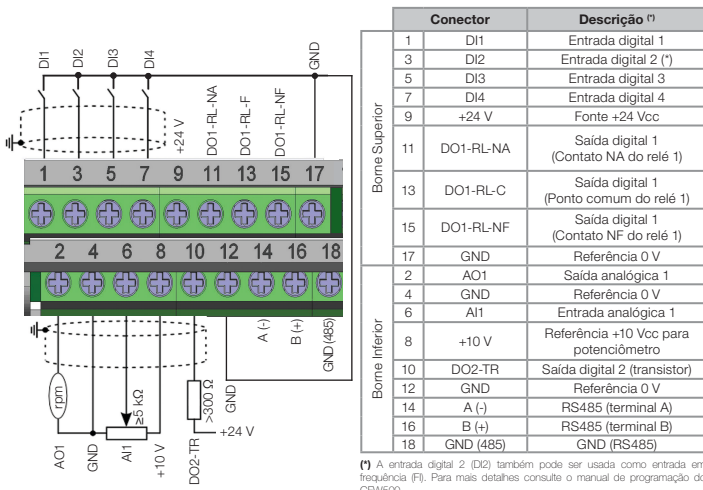 DI1
DI2
DI3
DI4
GND
+24 V
DO1-RL-NA
DO1-RL-F
DO1-RL-NF
1 3 5 7 9 11 13 15 17
2 4 6 8 10 12 14 16 18
A (-)
B (+)
GND (485)
rpm
≥5 kΩ
>300 Ω
GND
+24 V
AO1
GND
AI1
+10 V
DO2-TR
Conector Descrição (*)
Borne Superior
1 DI1 Entrada digital 1
3 DI2 Entrada digital 2 (*)
5 DI3 Entrada digital 3
7 DI4 Entrada digital 4
9 +24 V Fonte +24 Vcc
11 DO1-RL-NA Saída digital 1
(Contato NA do relé 1)
13 DO1-RL-C Saída digital 1
(Ponto comum do relé 1)
15 DO1-RL-NF Saída digital 1
(Contato NF do relé 1)
17 GND Referência 0 V
Borne Inferior
2 AO1 Saída analógica 1
4 GND Referência 0 V
6 AI1 Entrada analógica 1
8 +10 V Referência +10 Vcc para
potenciômetro
10 DO2-TR Saída digital 2 (transistor)
12 GND Referência 0 V
14 A (-) RS485 (terminal A)
16 B (+) RS485 (terminal B)
18 GND (485) GND (RS485)
(*) A entrada digital 2 (DI2) também pode ser usada como entrada em
frequência (FI). Para mais detalhes consulte o manual de programação do
CFW500